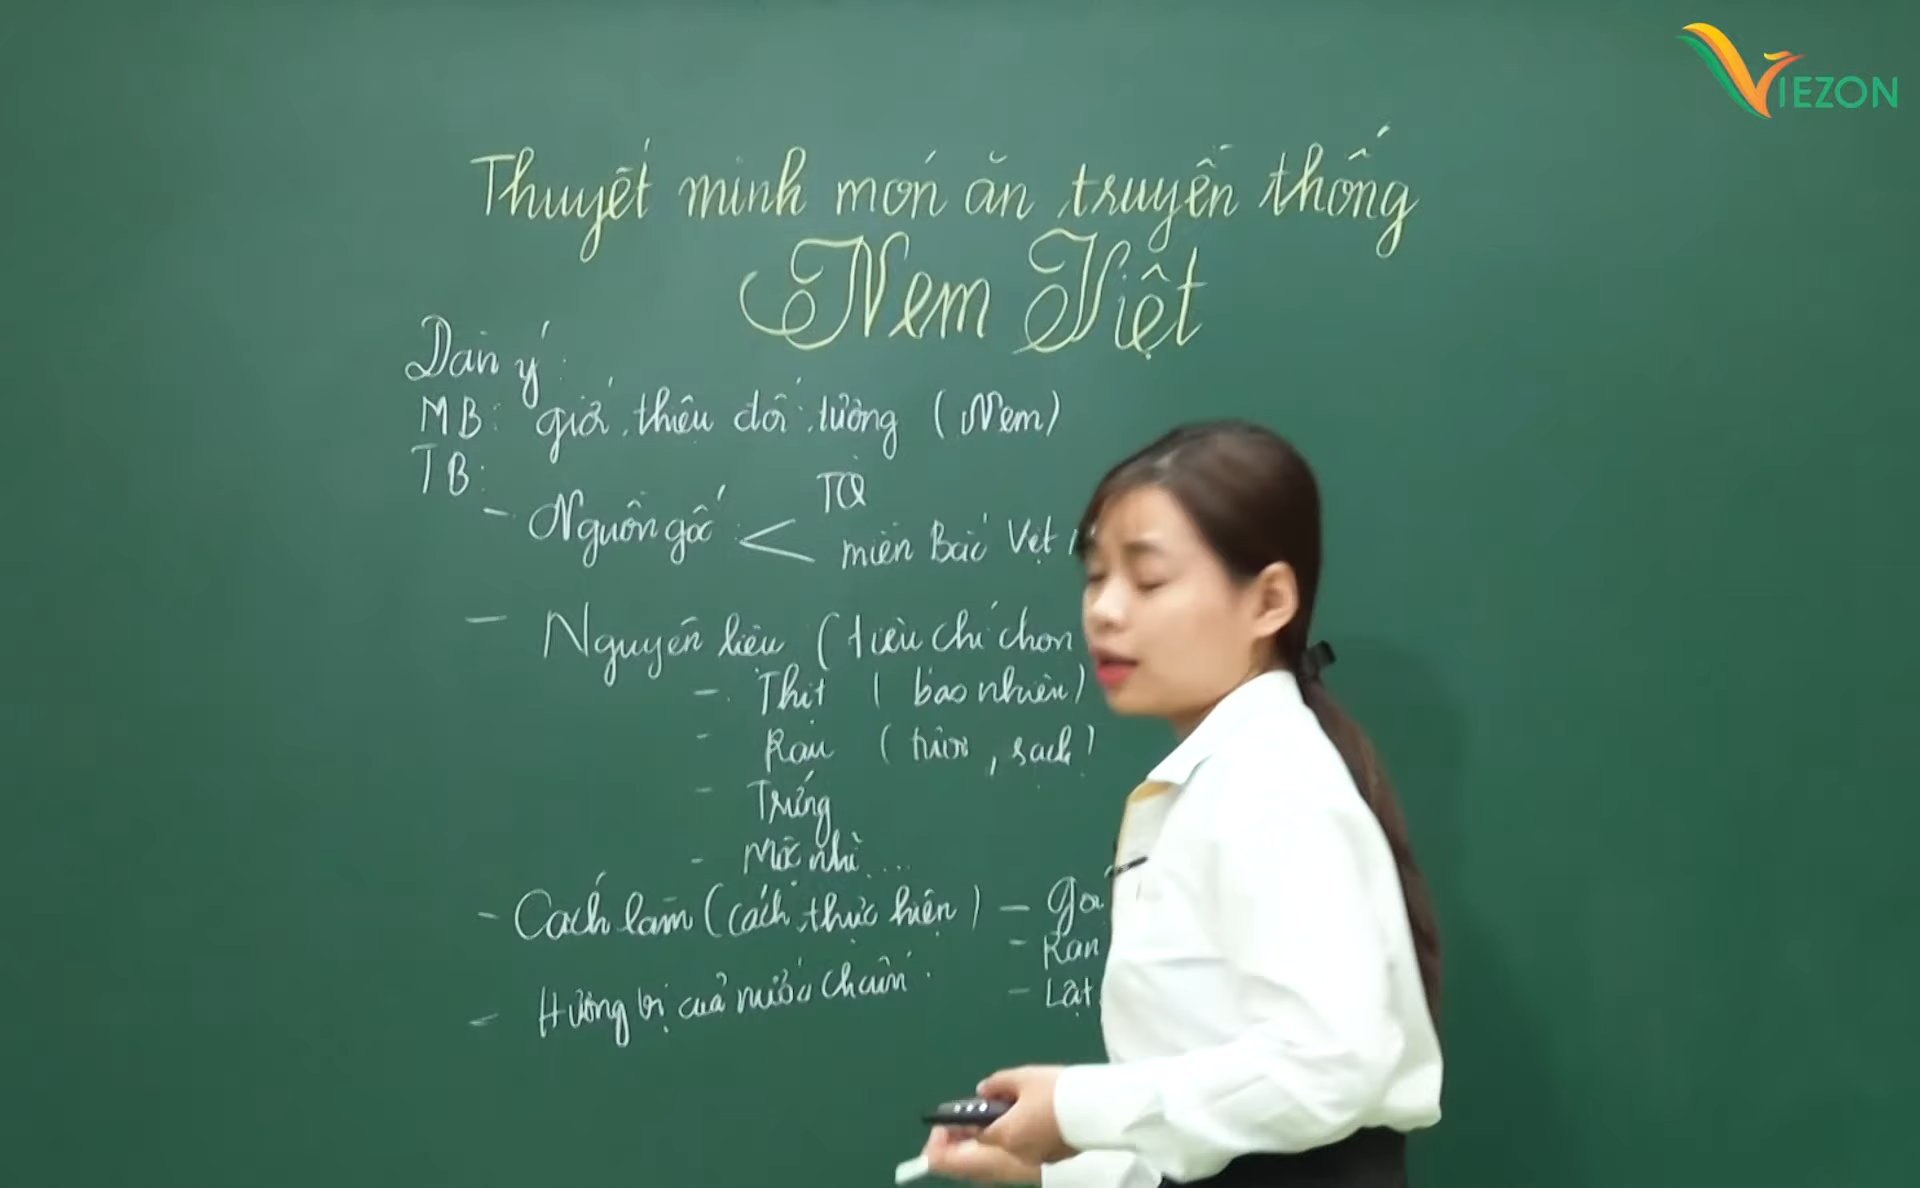 VIEZON
Thuyết minh món ăn truyền thống
Nem Việt
Dàn ý:
MB: giới thiệu đối tượng (Nem)
TB:
- Nguồn gốc < TQ
miền Bắc Việt
- Nguyên liệu (tiêu chí chọn
- Thịt (bao nhiêu)
- Rau (tươi, sạch)
- Trứng
- Mộc nhĩ...
- Cách làm (cách thực hiện) - Gói
- Rán
- Lật
- Hương vị của nước chấm.